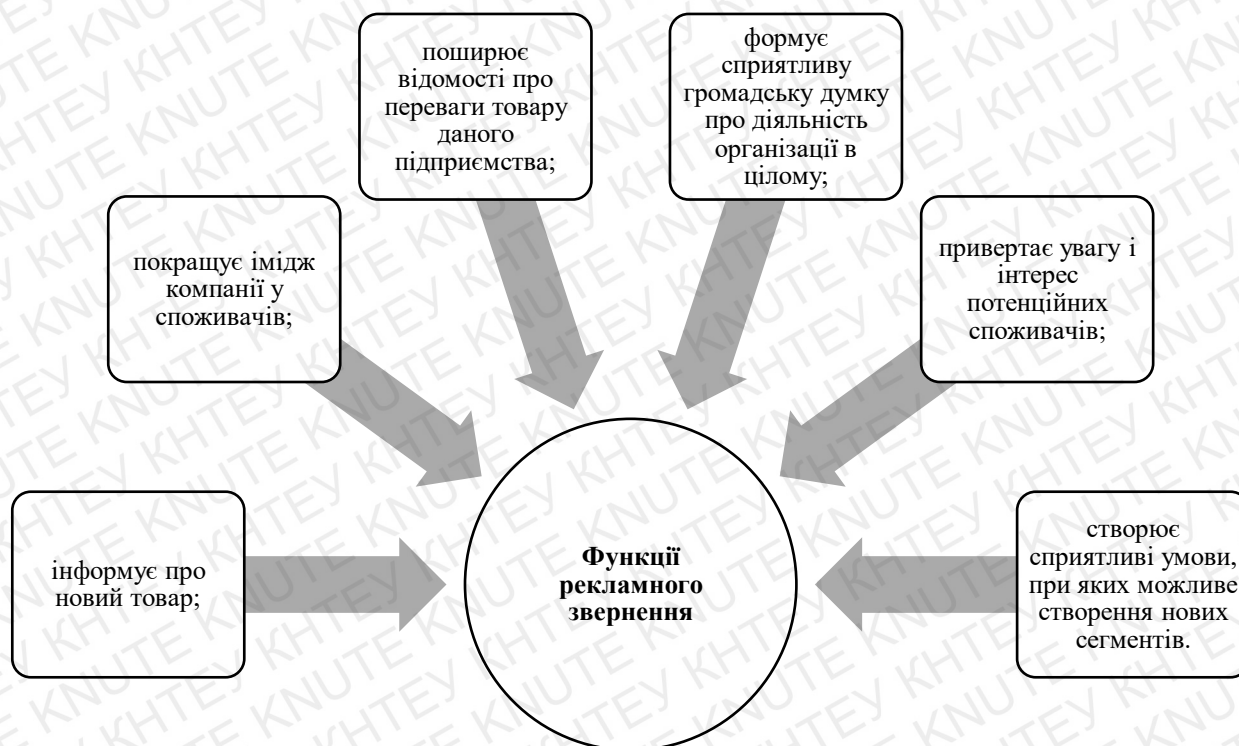 інформує про
новий товар;
покращує імідж
компанії у
споживачів;
поширює
відомості про
переваги товару
даного
підприємства;
формує
сприятливу
громадську думку
про діяльність
організації в
цілому;
привертає увагу і
інтерес
потенційних
споживачів;
створює
сприятливі умови,
при яких можливе
створення нових
сегментів.
Функції
рекламного
звернення